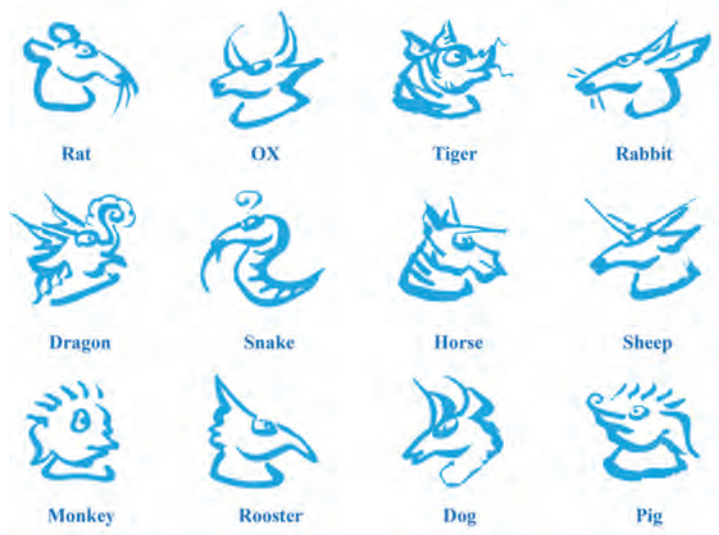 Rat
OX
Tiger
Rabbit
Dragon
Snake
Horse
Sheep
Monkey
Rooster
Dog
Pig